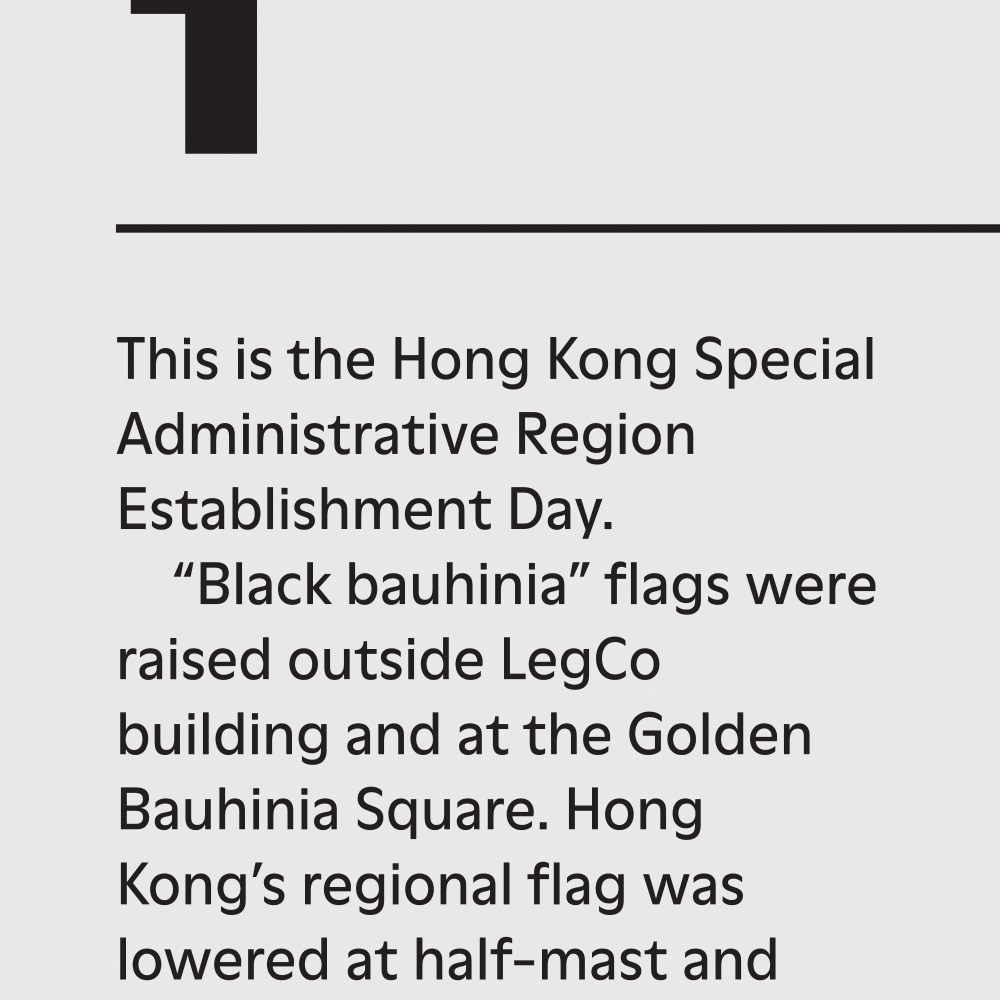 This is the Hong Kong Special
Administrative Region
Establishment Day.
“Black bauhinia” flags were
raised outside LegCo
building and at the Golden
Bauhinia Square. Hong
Kong’s regional flag was
lowered at half-mast and